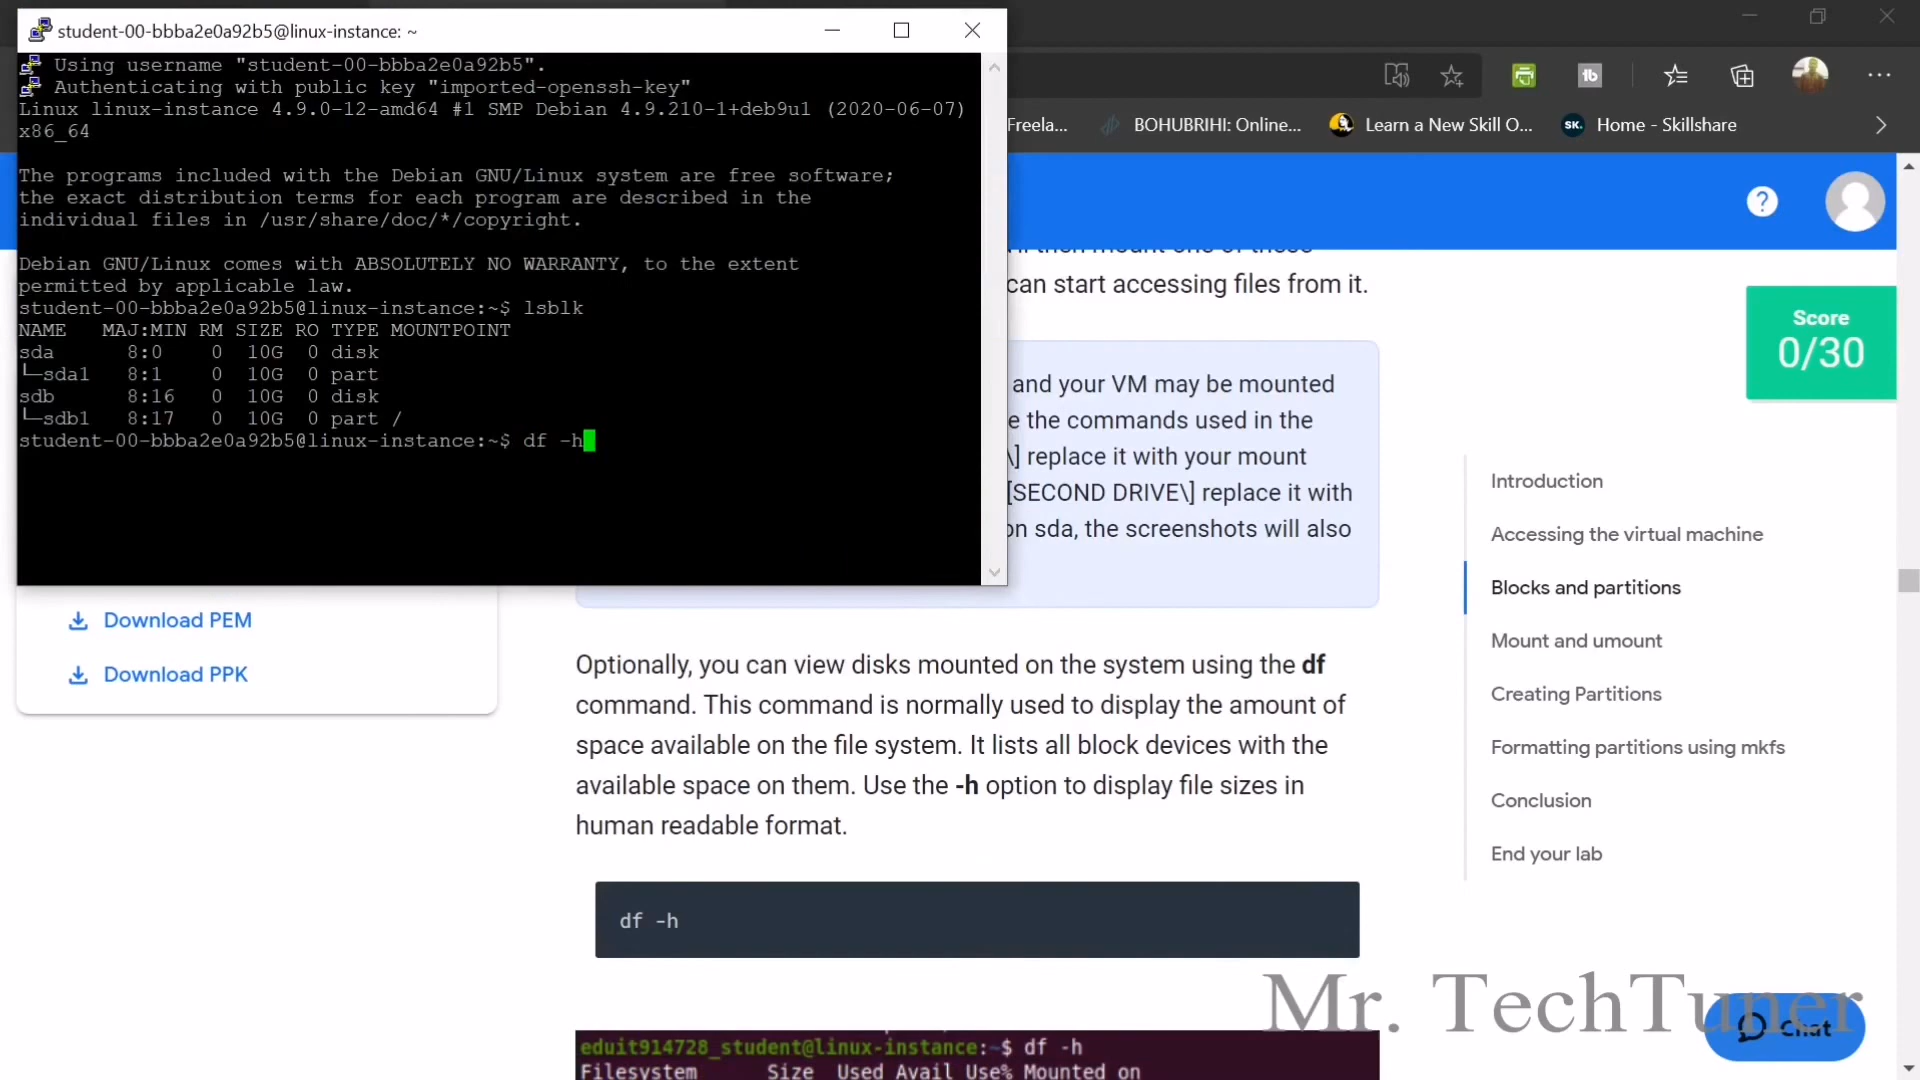 student-00-bbba2e0a92b5@linux-instance: ~
Using username "student-00-bbba2e0a92b5".
Authenticating with public key "imported-openssh-key"
Linux linux-instance 4.9.0-12-amd64 #1 SMP Debian 4.9.210-1+deb9u1 (2020-06-07)
x86_64
The programs included with the Debian GNU/Linux system are free software;
the exact distribution terms for each program are described in the
individual files in /usr/share/doc/*/copyright.
Debian GNU/Linux comes with ABSOLUTELY NO WARRANTY, to the extent
permitted by applicable law.
student-00-bbba2e0a92b5@linux-instance:~$ lsblk
NAME MAJ:MIN RM SIZE RO TYPE MOUNTPOINT
sda 8:0 0 10G 0 disk
└─sda1 8:1 0 10G 0 part
sdb 8:16 0 10G 0 disk
└─sdb1 8:17 0 10G 0 part /
student-00-bbba2e0a92b5@linux-instance:~$ df -h
Freela... BOHUBRIHI: Online... Learn a New Skill O... SK. Home - Skillshare
can start accessing files from it.
and your VM may be mounted
e the commands used in the
\] replace it with your mount
[SECOND DRIVE\] replace it with
on sda, the screenshots will also
Score
0/30
Download PEM
Download PPK
Optionally, you can view disks mounted on the system using the df
command. This command is normally used to display the amount of
space available on the file system. It lists all block devices with the
available space on them. Use the -h option to display file sizes in
human readable format.
df -h
eduit914728_student@linux-instance:~$ df -h
Filesystem Size Used Avail Use% Mounted on
Introduction
Accessing the virtual machine
Blocks and partitions
Mount and umount
Creating Partitions
Formatting partitions using mkfs
Conclusion
End your lab
Mr. TechTuner
Chat